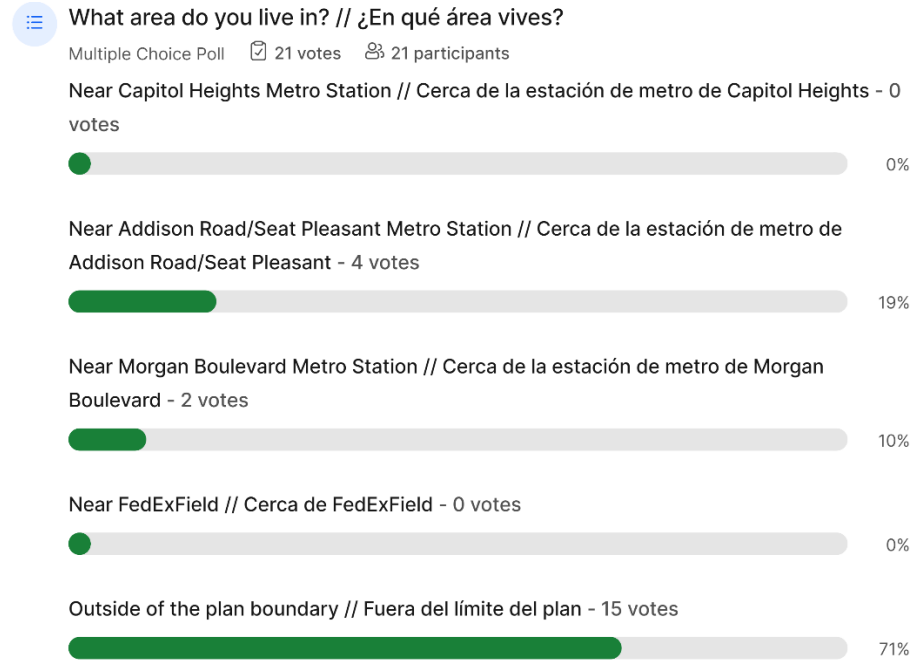 What area do you live in? // ¿En qué área vives?
Multiple Choice Poll 21 votes 21 participants
Near Capitol Heights Metro Station // Cerca de la estación de metro de Capitol Heights - 0
votes
0%
Near Addison Road/Seat Pleasant Metro Station // Cerca de la estación de metro de
Addison Road/Seat Pleasant - 4 votes
19%
Near Morgan Boulevard Metro Station // Cerca de la estación de metro de Morgan
Boulevard - 2 votes
10%
Near FedExField // Cerca de FedExField - 0 votes
0%
Outside of the plan boundary // Fuera del límite del plan - 15 votes
71%